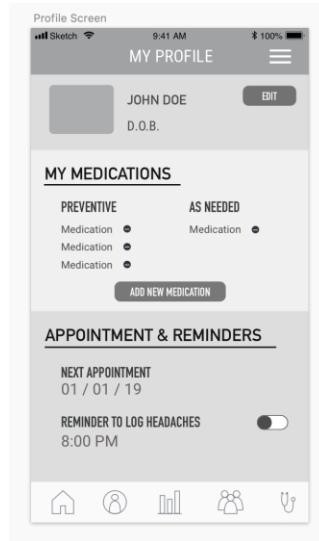 Profile Screen
Sketch 9:41 AM 100%
MY PROFILE
JOHN DOE EDIT
D.O.B.
MY MEDICATIONS
PREVENTIVE AS NEEDED
Medication Medication
Medication
Medication
ADD NEW MEDICATION
APPOINTMENT & REMINDERS
NEXT APPOINTMENT
01 / 01 / 19
REMINDER TO LOG HEADACHES
8:00 PM